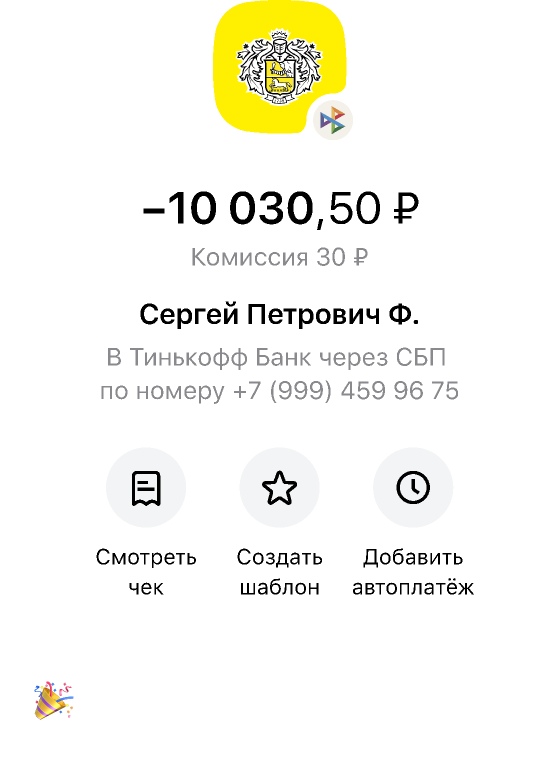 –10 030,50 ₽
Комиссия 30 ₽
Сергей Петрович Ф.
В Тинькофф Банк через СБП
по номеру +7 (999) 459 96 75
Смотреть чек
Создать шаблон
Добавить автоплатёж